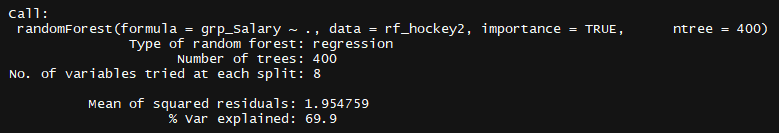 Call:
 randomForest(formula = grp_Salary ~ ., data = rf_hockey2, importance = TRUE,      ntree = 400)
               Type of random forest: regression
                     Number of trees: 400
No. of variables tried at each split: 8
          Mean of squared residuals: 1.954759
                    % Var explained: 69.9